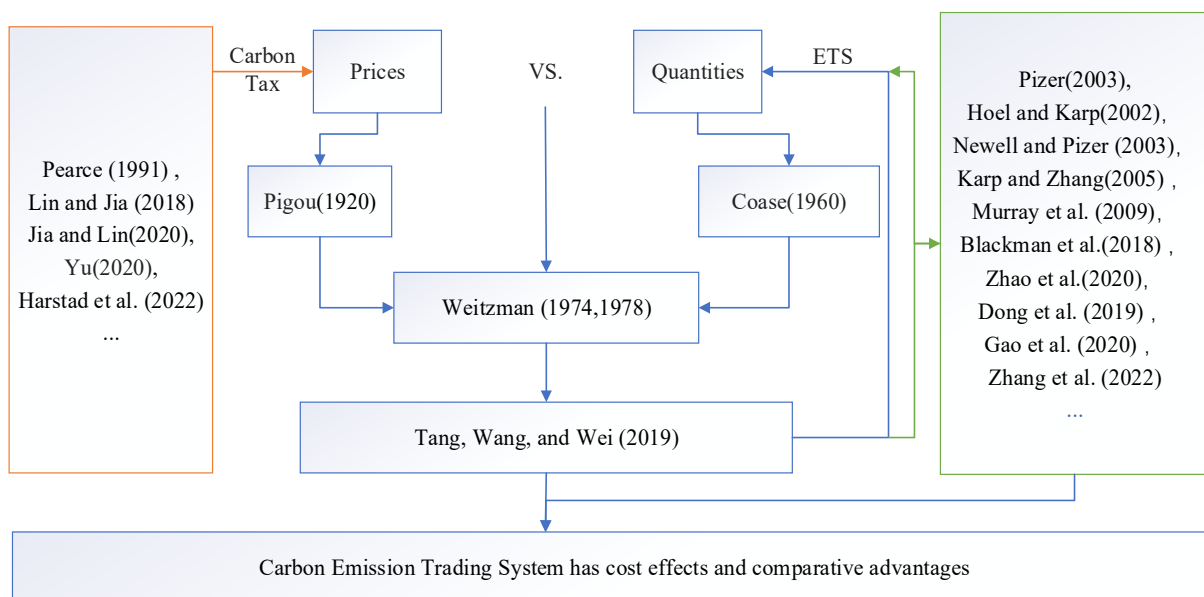 Carbon
Tax
Prices
VS.
Quantities
ETS
Pearce (1991) ,
Lin and Jia (2018)
Jia and Lin(2020),
Yu(2020),
Harstad et al. (2022)
...
Pigou(1920)
Coase(1960)
Weitzman (1974,1978)
Tang, Wang, and Wei (2019)
Pizer(2003),
Hoel and Karp(2002),
Newell and Pizer (2003),
Karp and Zhang(2005) ,
Murray et al. (2009),
Blackman et al.(2018) ,
Zhao et al.(2020),
Dong et al. (2019) ,
Gao et al. (2020) ,
Zhang et al. (2022)
...
Carbon Emission Trading System has cost effects and comparative advantages